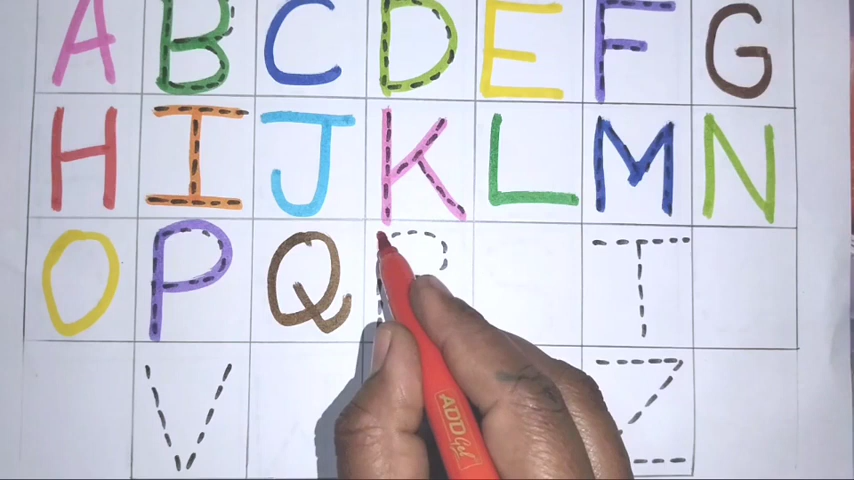 A B C D E F G
H I J K L M N
O P Q R T
V Z
ADD Gel